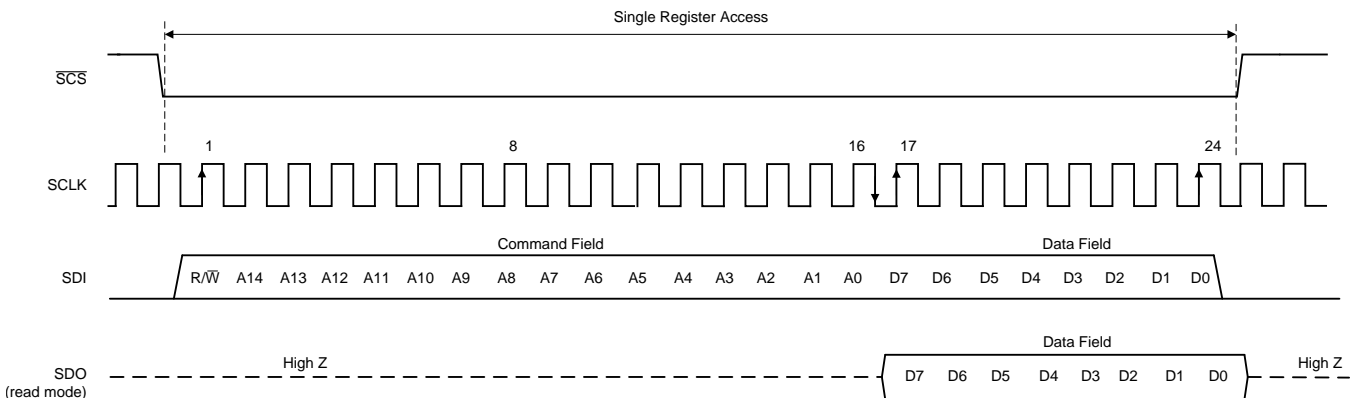 Single Register Access
SCS
1 8 16 17 24
SCLK
Command Field Data Field
SDI R/W A14 A13 A12 A11 A10 A9 A8 A7 A6 A5 A4 A3 A2 A1 A0 D7 D6 D5 D4 D3 D2 D1 D0
Data Field
High Z High Z
SDO D7 D6 D5 D4 D3 D2 D1 D0
(read mode)